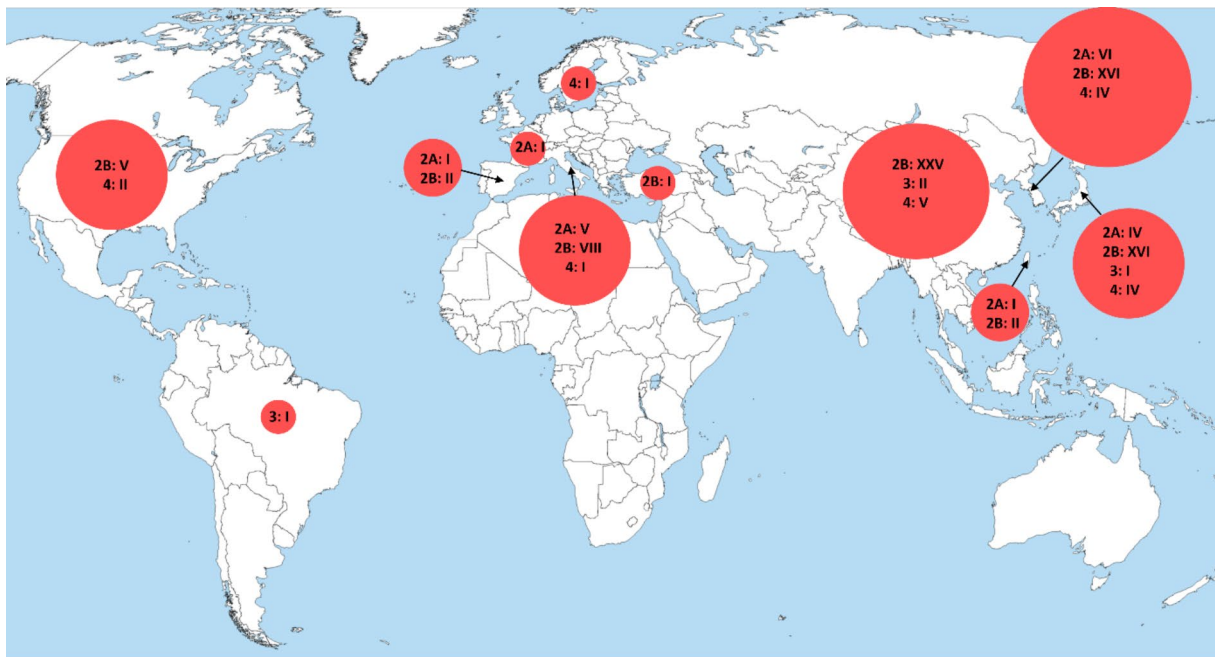 2A: VI
2B: XVI
4: IV
4: I
2B: V
4: II
2A: I
2A: I
2B: II
2B: I
2B: XXV
3: II
4: V
2A: V
2B: VIII
4: I
2A: IV
2B: XVI
3: I
4: IV
2A: I
2B: II
3: I